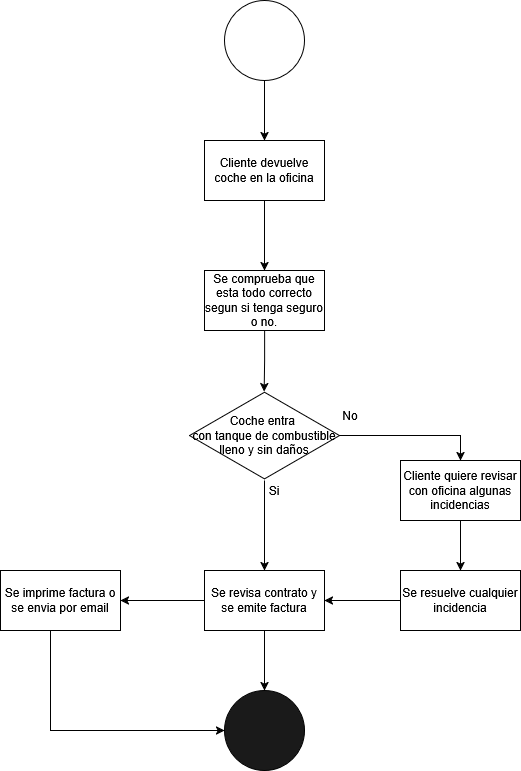 Cliente devuelve
coche en la oficina
Se comprueba que
esta todo correcto
segun si tenga seguro
o no.
Coche entra
con tanque de combustible
lleno y sin daños
No
Si
Cliente quiere revisar
con oficina algunas
incidencias
Se imprime factura o
se envia por email
Se revisa contrato y
se emite factura
Se resuelve cualquier
incidencia